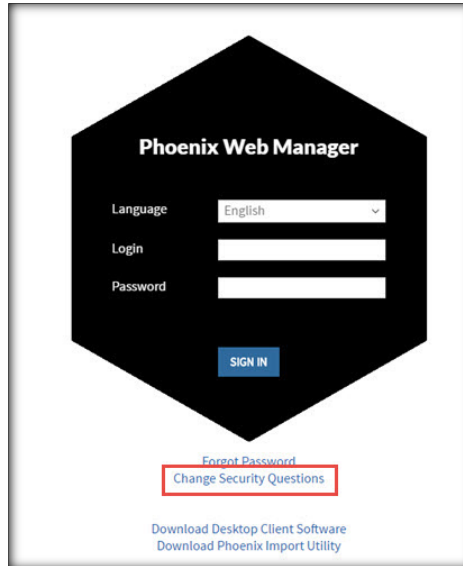 Phoenix Web Manager
Language English
Login
Password
SIGN IN
Forgot Password
Change Security Questions
Download Desktop Client Software
Download Phoenix Import Utility